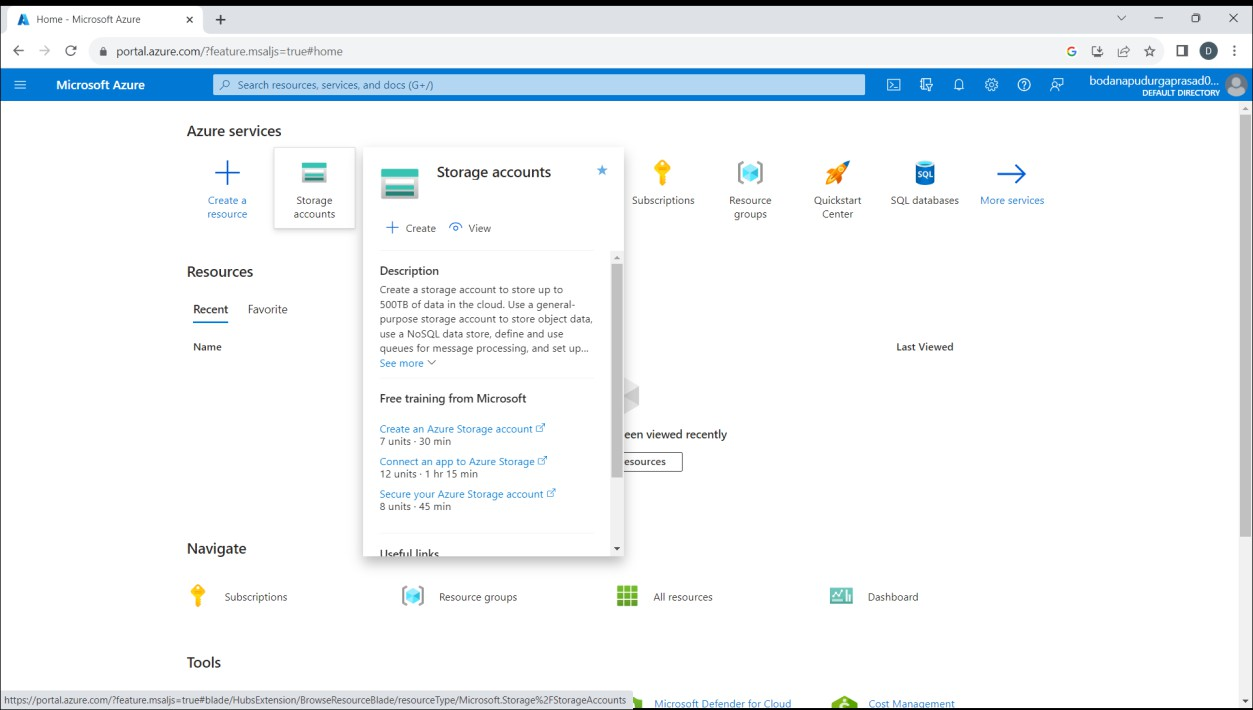 Home - Microsoft Azure
portal.azure.com/?feature.msaljs=true#home
D
Microsoft Azure
Search resources, services, and docs (G+/)
bodanapudurgaprasad0...
DEFAULT DIRECTORY
Azure services
Create a
resource
Storage
accounts
Storage accounts
Create
View
Subscriptions
Resource
groups
Quickstart
Center
SQL
SQL databases
More services
Description
Create a storage account to store up to
500TB of data in the cloud. Use a general-
purpose storage account to store object data,
use a NoSQL data store, define and use
queues for message processing, and set up...
See more
Free training from Microsoft
Create an Azure Storage account
7 units · 30 min
Connect an app to Azure Storage
12 units · 1 hr 15 min
Secure your Azure Storage account
8 units · 45 min
Useful links
Resources
Recent
Favorite
Name
Last Viewed
een viewed recently
esources
Navigate
Subscriptions
Resource groups
All resources
Dashboard
Tools
https://portal.azure.com/?feature.msaljs=true#blade/HubsExtension/BrowseResourceBlade/resourceType/Microsoft.Storage%2FStorageAccounts
Microsoft Defender for Cloud
Cost Management